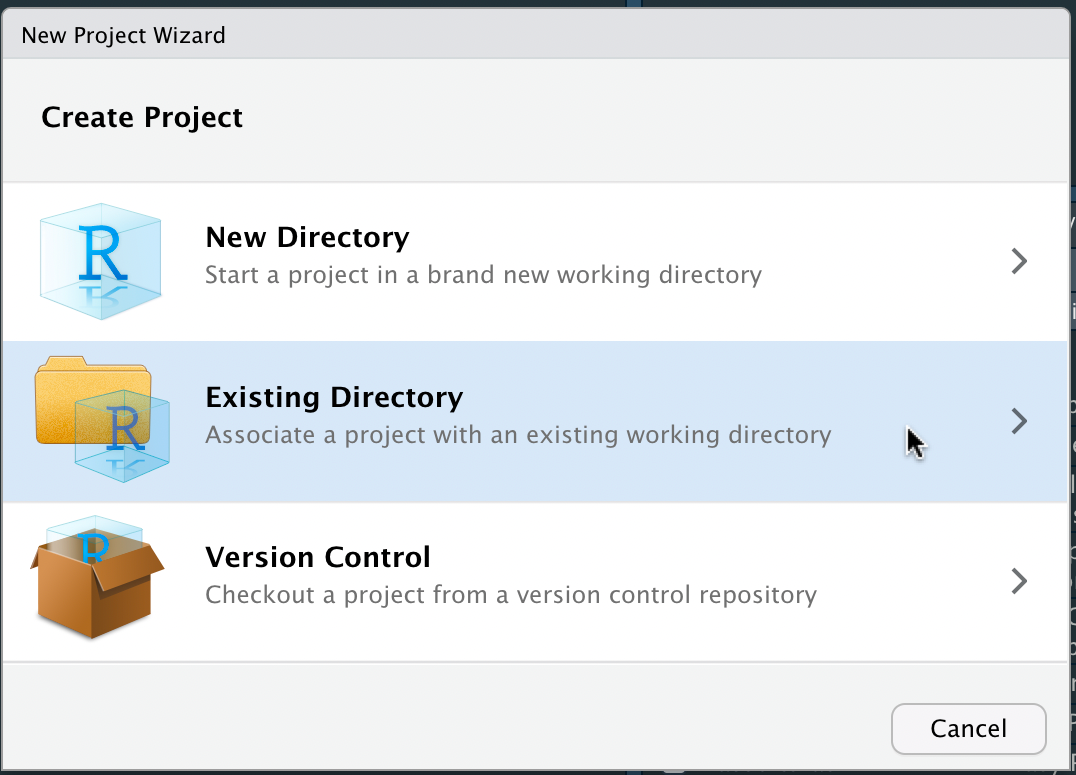 New Project Wizard
Create Project
R
New Directory
Start a project in a brand new working directory
R
Existing Directory
Associate a project with an existing working directory
R
Version Control
Checkout a project from a version control repository
Cancel